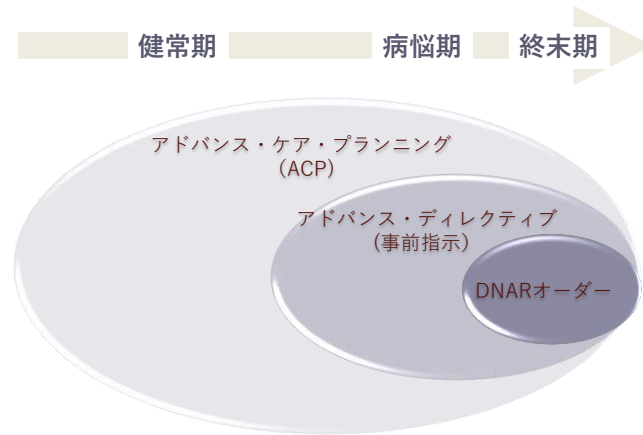 健常期 病悩期 終末期
アドバンス・ケア・プランニング
(ACP)
アドバンス・ディレクティブ
(事前指示)
DNARオーダー